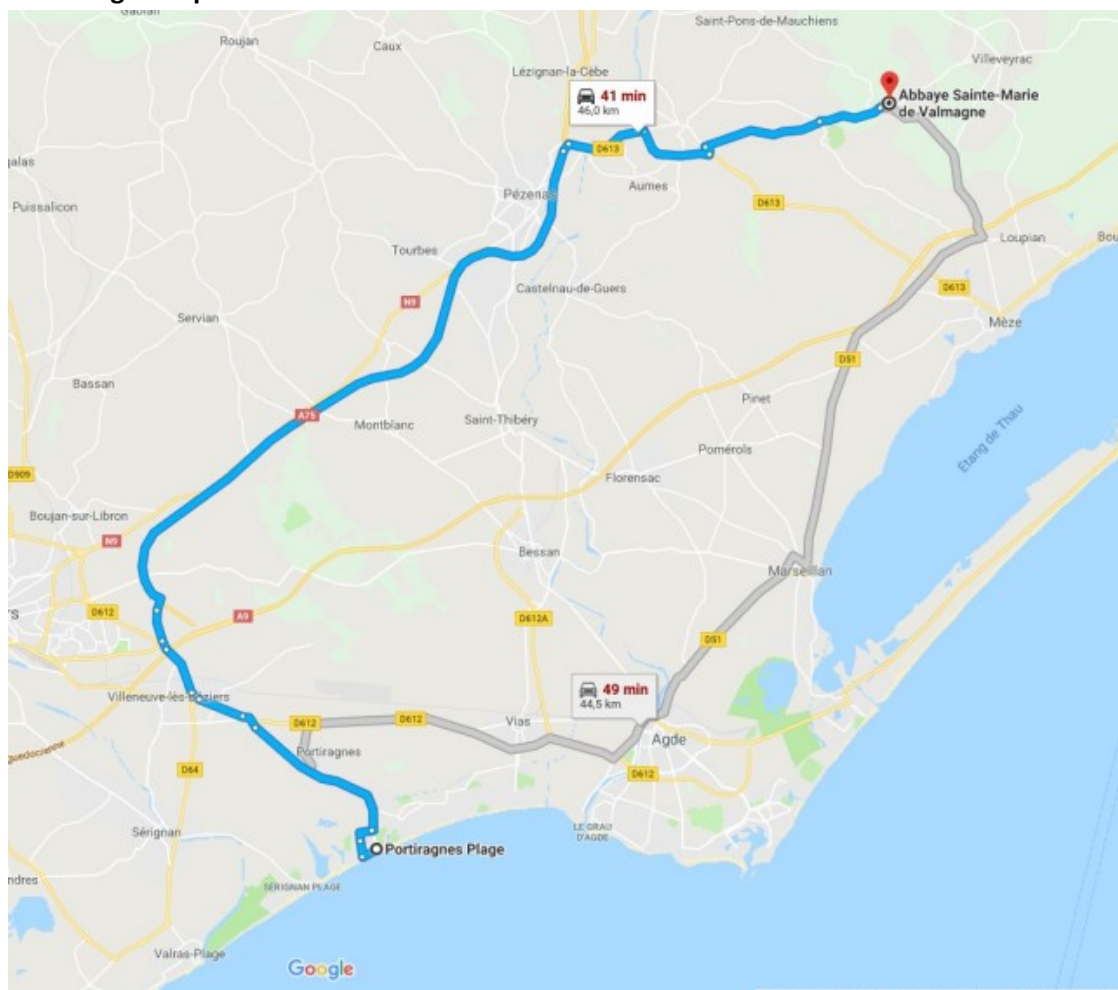 Saint-Pons-de-Mauchiens
Roujan
Caux
Villeveyrac
Lézignan-la-Cèbe
41 min
46,0 km
Abbaye Sainte-Marie
de Valmagne
D613
Aumes
Pézenas
Puissalicon
D613
Loupian
Tourbes
Castelnau-de-Guers
D613
N9
Servian
Mèze
D51
Bassan
Pinet
A75
Montblanc
Saint-Thibéry
Étang de Thau
Pomérols
D909
Florensac
Boujan-sur-Libron
N9
Bessan
Marseillan
D612
A9
D612A
D51
49 min
44,5 km
Villeneuve-lès-Béziers
D612
D612
Vias
Agde
Portiragnes
D64
D612
Sérignan
LE GRAU
D'AGDE
Portiragnes Plage
SÉRIGNAN PLAGE
Valras-Plage
Google